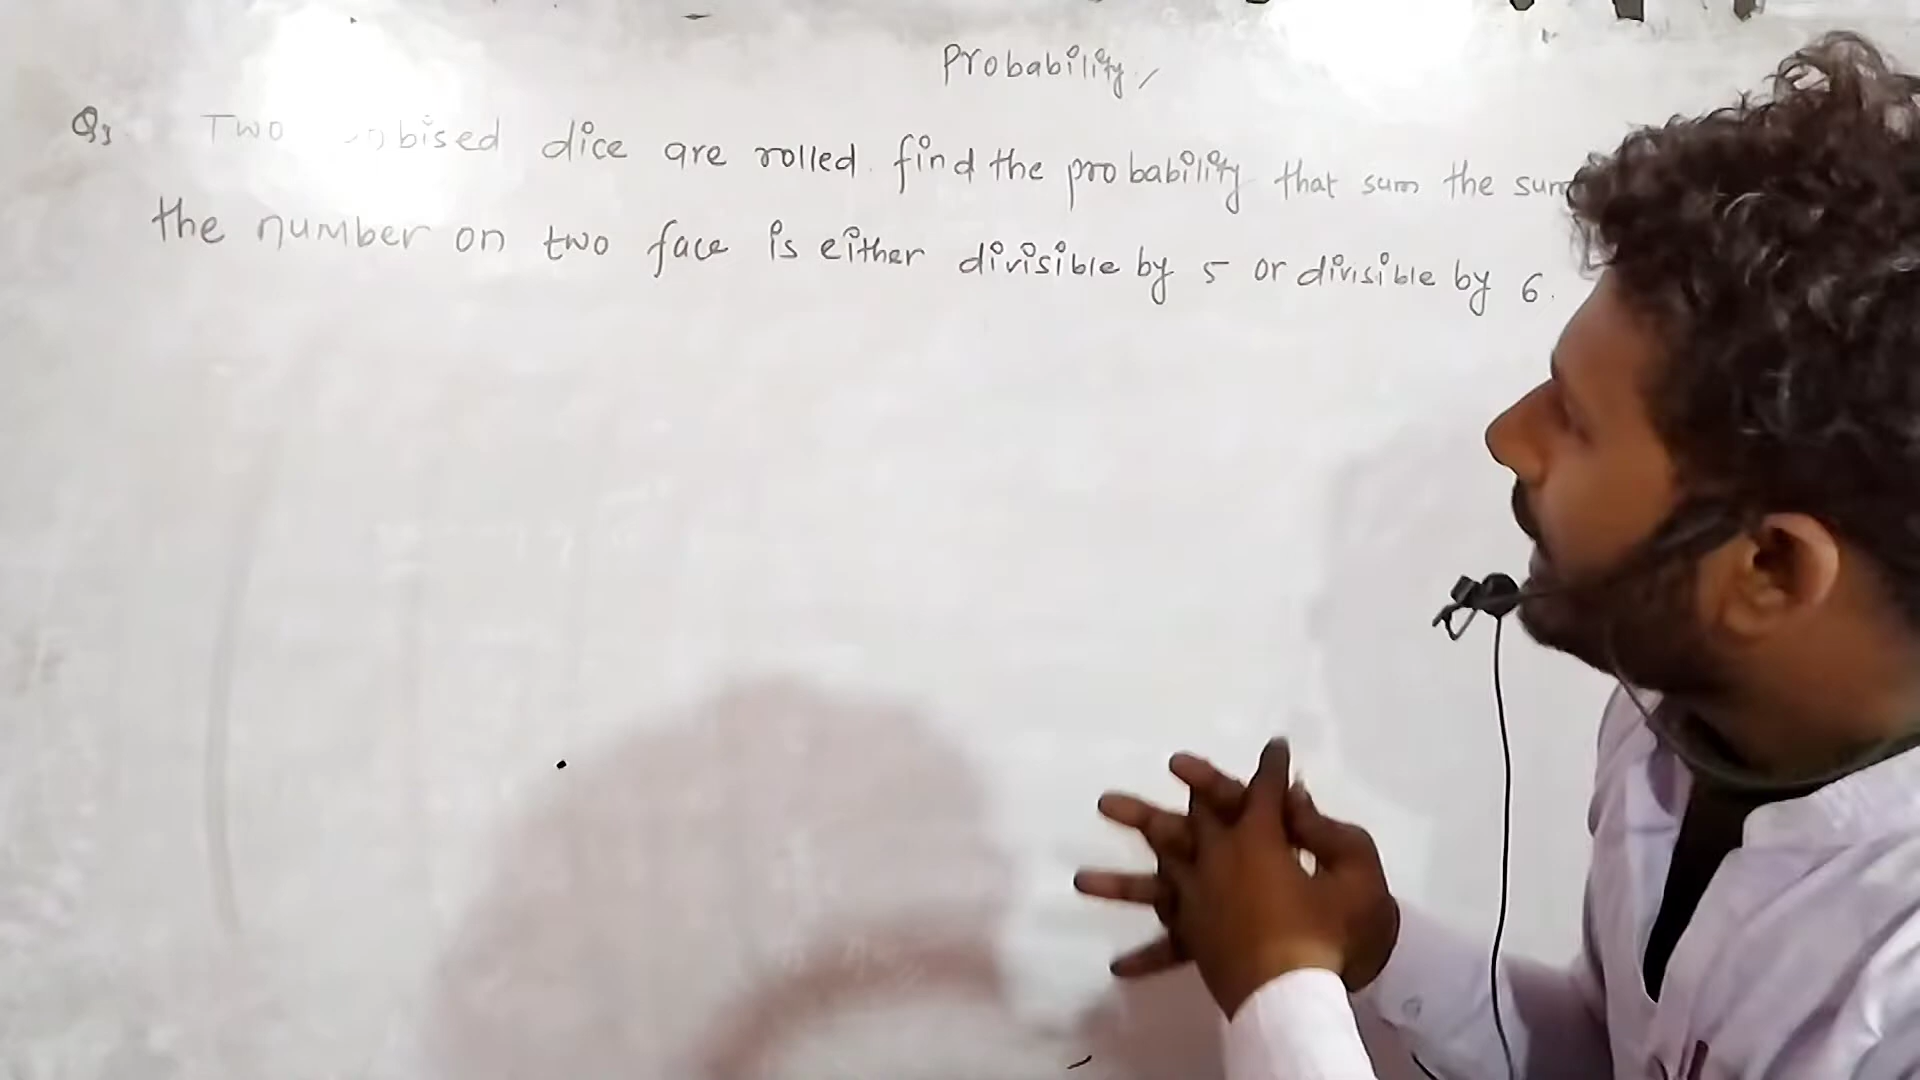 Probability
Q3 Two bised dice are rolled. find the probability that sum the sum
the number on two face is either divisible by 5 or divisible by 6.